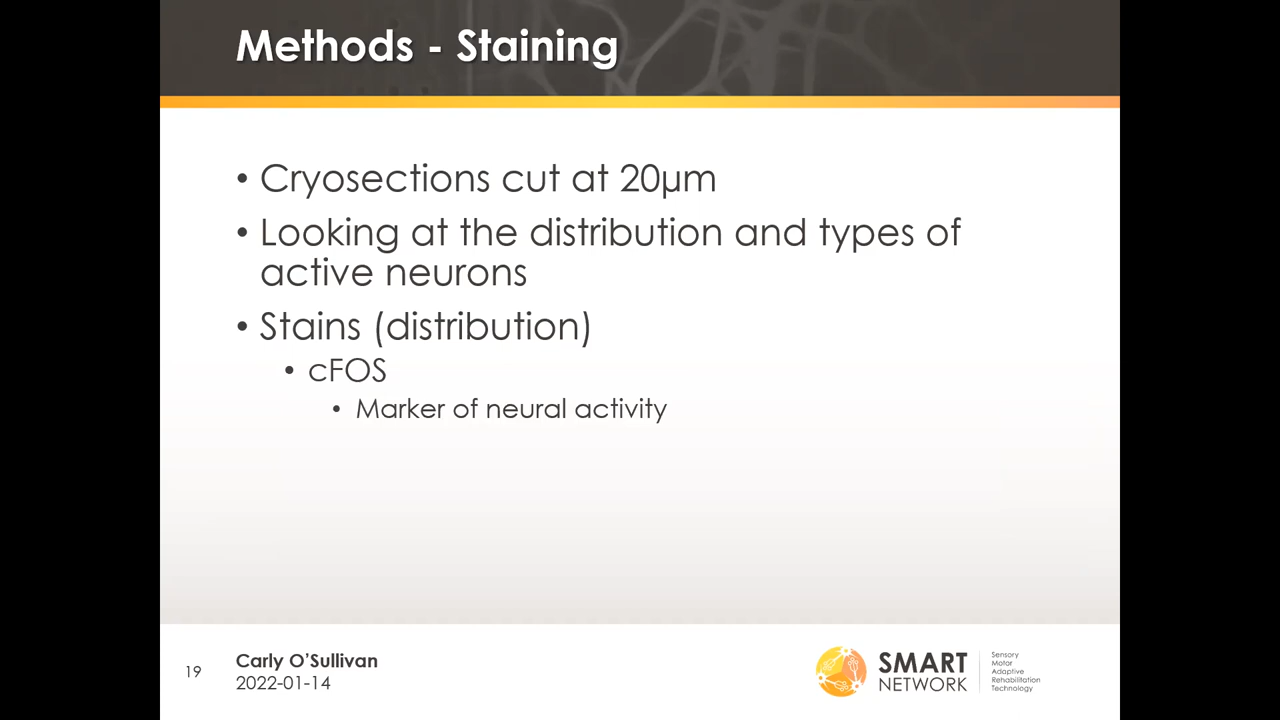 Methods - Staining
• Cryosections cut at 20µm
• Looking at the distribution and types of
active neurons
• Stains (distribution)
• cFOS
• Marker of neural activity
19
Carly O'Sullivan
2022-01-14
SMART
NETWORK
Sensory
Motor
Adaptive
Rehabilitation
Technology